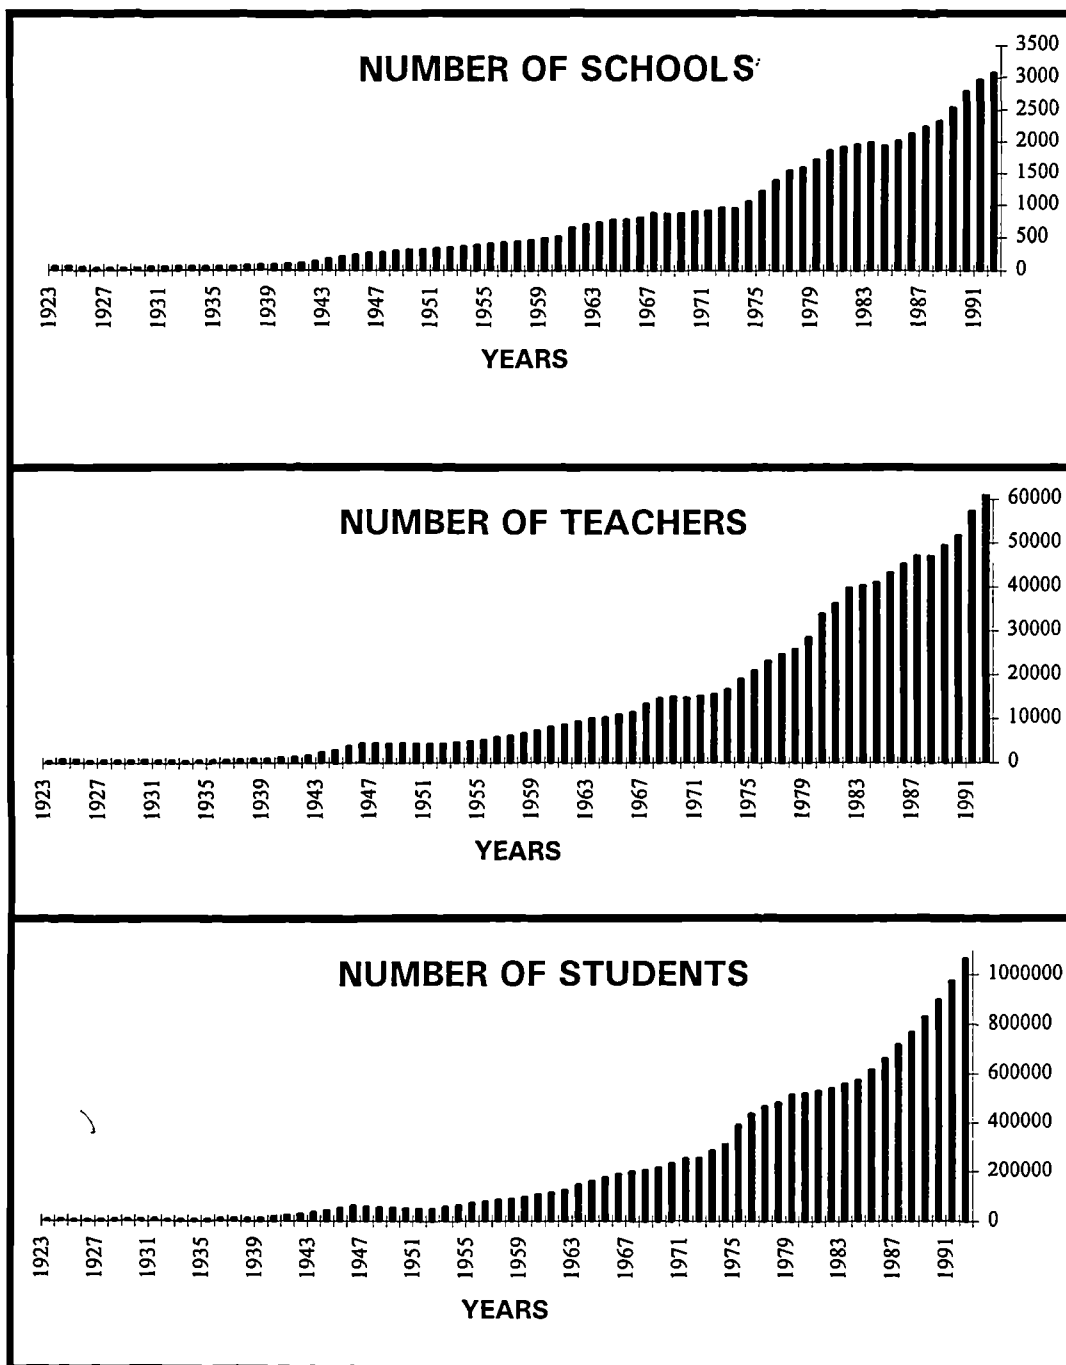 NUMBER OF SCHOOLS
3500
3000
2500
2000
1500
1000
500
0
1923 1927 1931 1935 1939 1943 1947 1951 1955 1959 1963 1967 1971 1975 1979 1983 1987 1991
YEARS
NUMBER OF TEACHERS
60000
50000
40000
30000
20000
10000
0
1923 1927 1931 1935 1939 1943 1947 1951 1955 1959 1963 1967 1971 1975 1979 1983 1987 1991
YEARS
NUMBER OF STUDENTS
1000000
800000
600000
400000
200000
0
1923 1927 1931 1935 1939 1943 1947 1951 1955 1959 1963 1967 1971 1975 1979 1983 1987 1991
YEARS